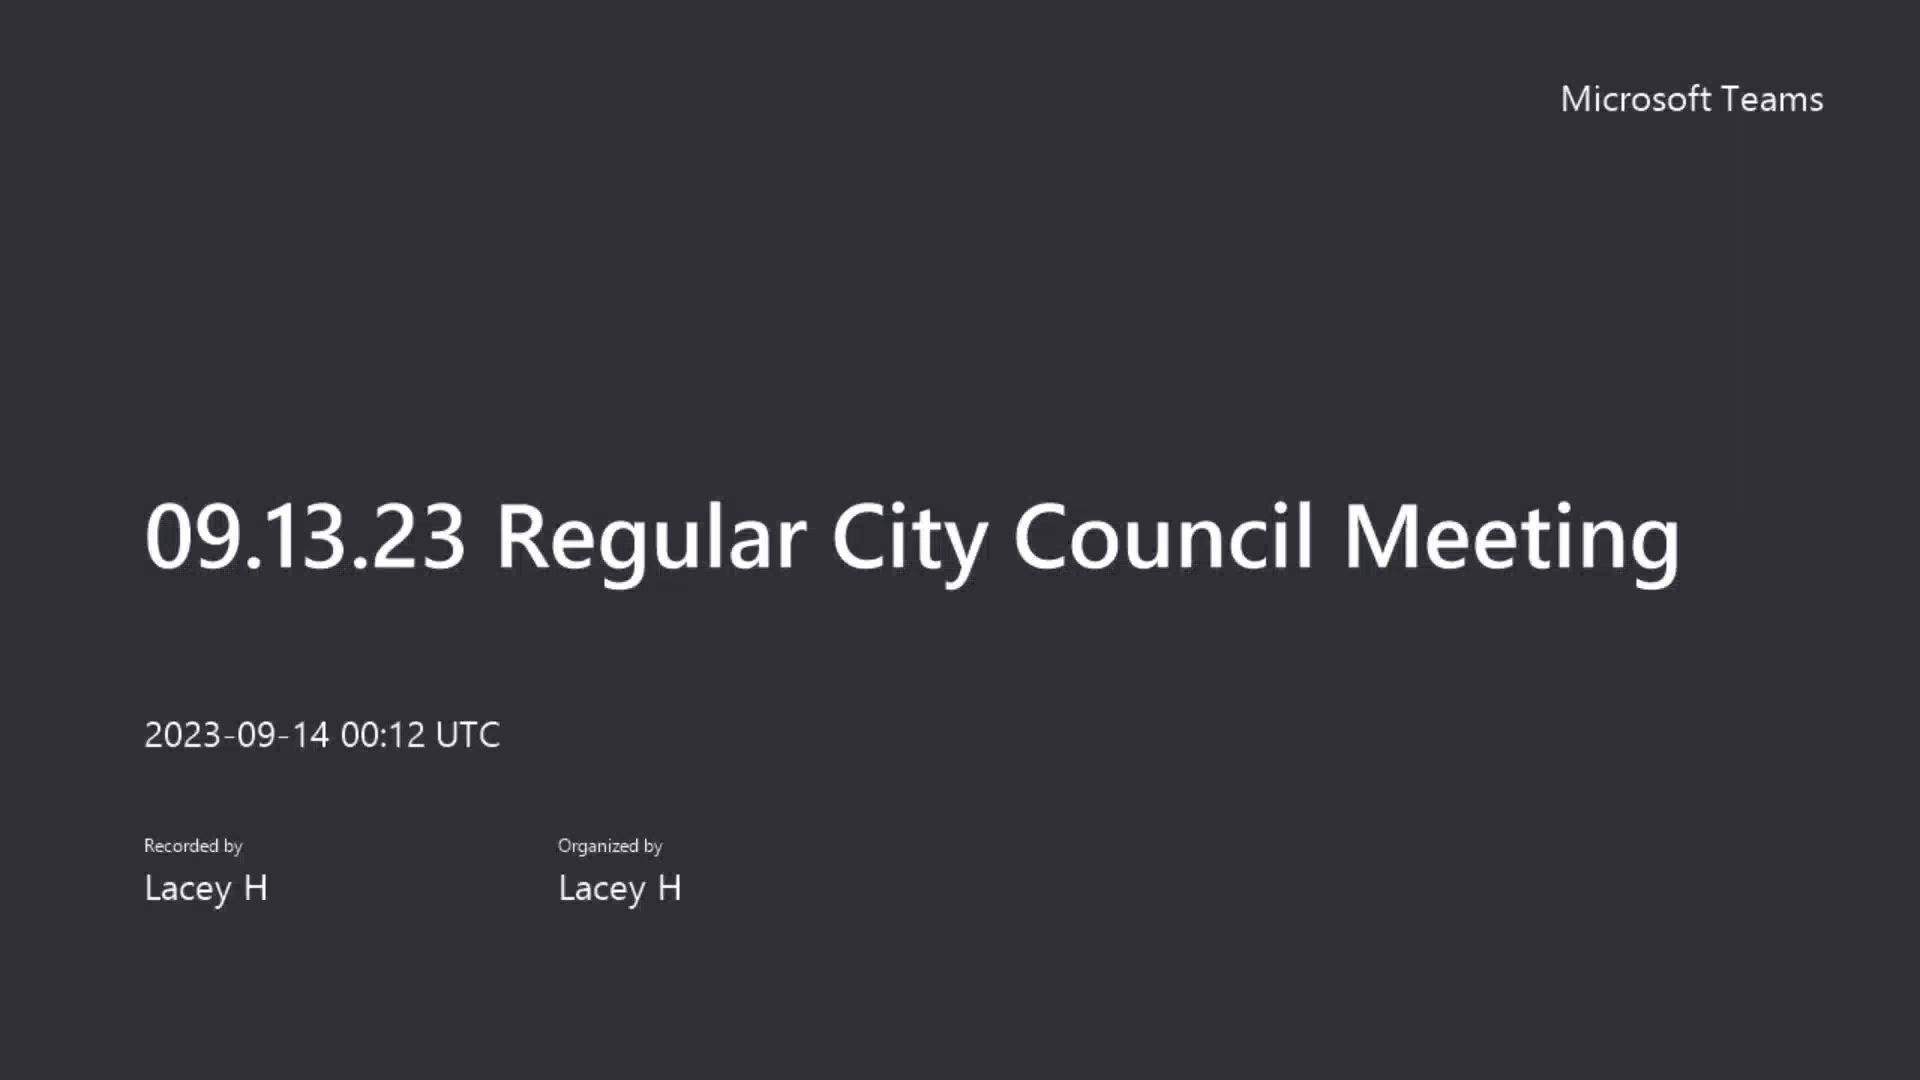 Microsoft Teams
09.13.23 Regular City Council Meeting
2023-09-14 00:12 UTC
Recorded by
Organized by
Lacey H
Lacey H